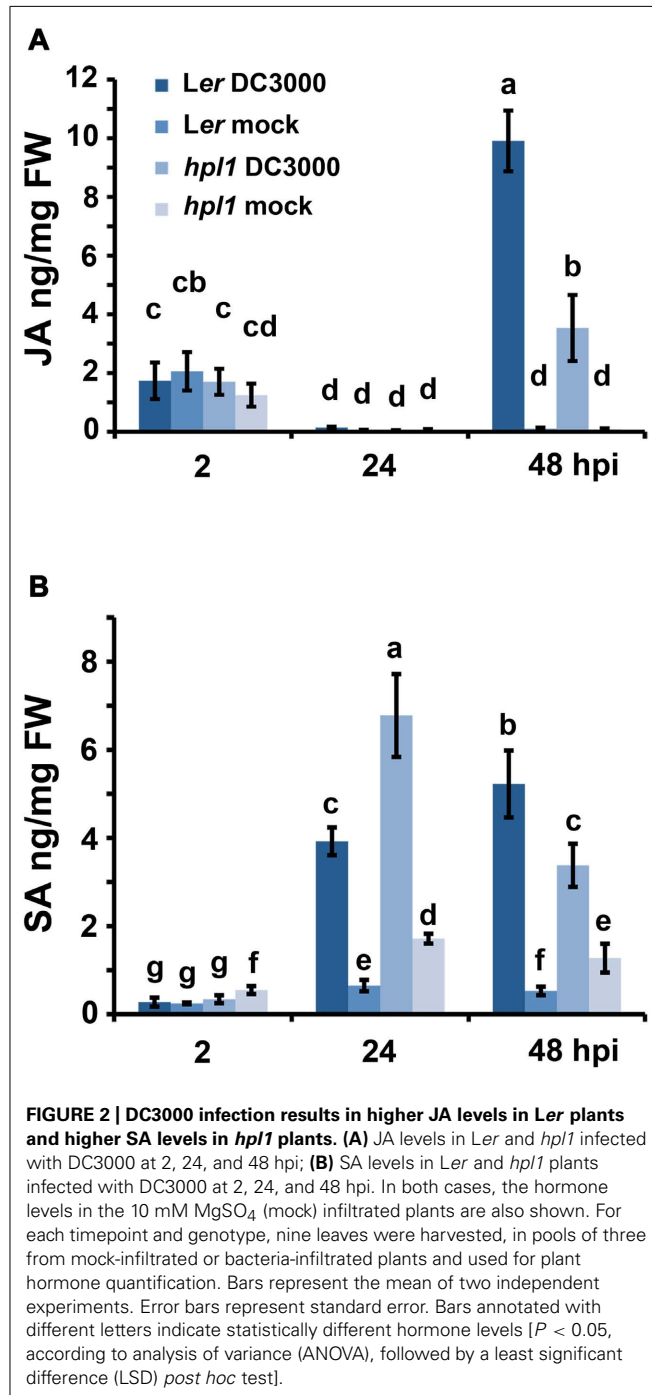 A
12
10
8
6
4
2
0
JA ng/mg FW
Ler DC3000
Ler mock
hpl1 DC3000
hpl1 mock
c cb c cd
d d d d
a d b d
2 24 48 hpi
B
8
6
4
2
0
SA ng/mg FW
g g g f
c e a d
b f c e
2 24 48 hpi
FIGURE 2 | DC3000 infection results in higher JA levels in Ler plants
and higher SA levels in hpl1 plants. (A) JA levels in Ler and hpl1 infected
with DC3000 at 2, 24, and 48 hpi; (B) SA levels in Ler and hpl1 plants
infected with DC3000 at 2, 24, and 48 hpi. In both cases, the hormone
levels in the 10 mM MgSO₄ (mock) infiltrated plants are also shown. For
each timepoint and genotype, nine leaves were harvested, in pools of three
from mock-infiltrated or bacteria-infiltrated plants and used for plant
hormone quantification. Bars represent the mean of two independent
experiments. Error bars represent standard error. Bars annotated with
different letters indicate statistically different hormone levels [P < 0.05,
according to analysis of variance (ANOVA), followed by a least significant
difference (LSD) post hoc test].